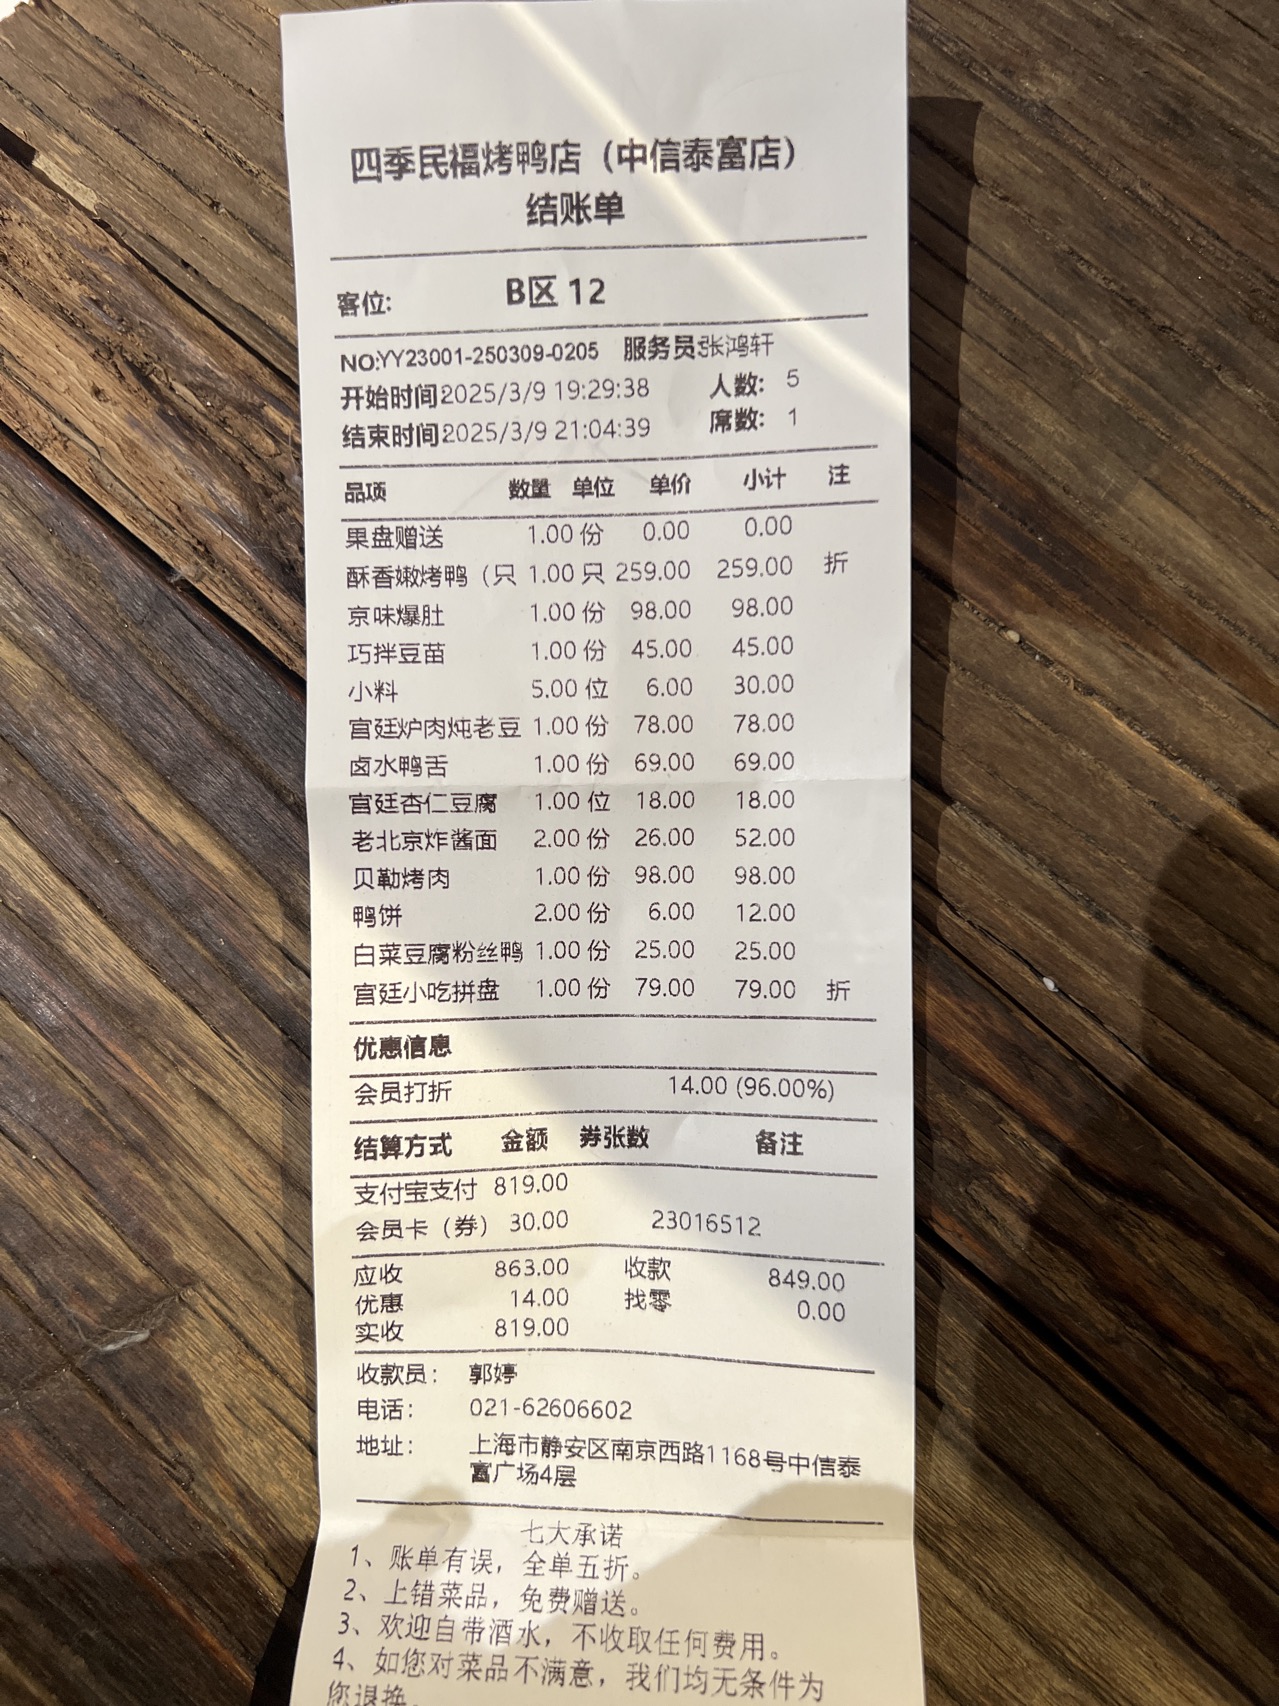 四季民福烤鸭店（中信泰富店）
结账单
客位: B区 12
NO:YY23001-250309-0205 服务员:张鸿轩
开始时间:2025/3/9 19:29:38 人数: 5
结束时间:2025/3/9 21:04:39 席数: 1
品项 数量 单位 单价 小计 注
果盘赠送 1.00 份 0.00 0.00
酥香嫩烤鸭（只 1.00 只 259.00 259.00 折
京味爆肚 1.00 份 98.00 98.00
巧拌豆苗 1.00 份 45.00 45.00
小料 5.00 位 6.00 30.00
宫廷炉肉炖老豆 1.00 份 78.00 78.00
卤水鸭舌 1.00 份 69.00 69.00
宫廷杏仁豆腐 1.00 位 18.00 18.00
老北京炸酱面 2.00 份 26.00 52.00
贝勒烤肉 1.00 份 98.00 98.00
鸭饼 2.00 份 6.00 12.00
白菜豆腐粉丝鸭 1.00 份 25.00 25.00
宫廷小吃拼盘 1.00 份 79.00 79.00 折
优惠信息
会员打折 14.00 (96.00%)
结算方式 金额 券张数 备注
支付宝支付 819.00
会员卡（券） 30.00 23016512
应收 863.00 收款 849.00
优惠 14.00 找零 0.00
实收 819.00
收款员: 郭婷
电话: 021-62606602
地址: 上海市静安区南京西路1168号中信泰
富广场4层
七大承诺
1、账单有误，全单五折。
2、上错菜品，免费赠送。
3、欢迎自带酒水，不收取任何费用。
4、如您对菜品不满意，我们均无条件为
您退换。